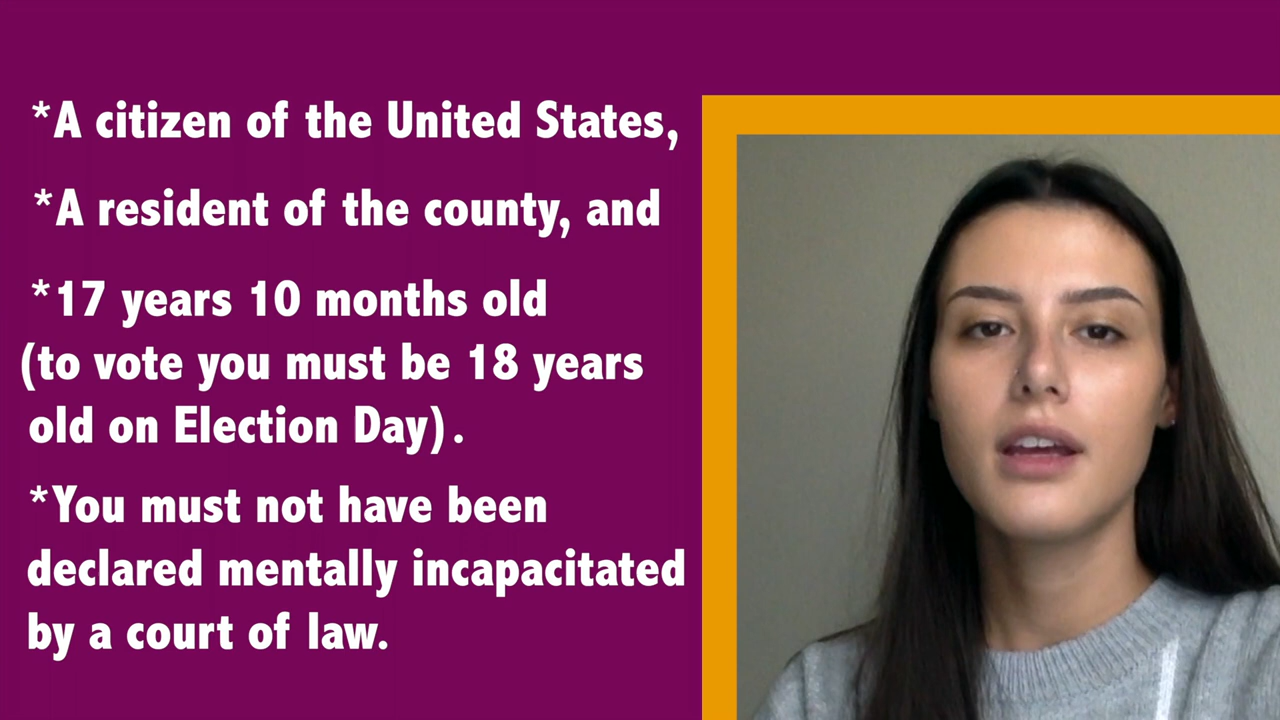 *A citizen of the United States,
*A resident of the county, and
*17 years 10 months old
(to vote you must be 18 years
old on Election Day).
*You must not have been
declared mentally incapacitated
by a court of law.